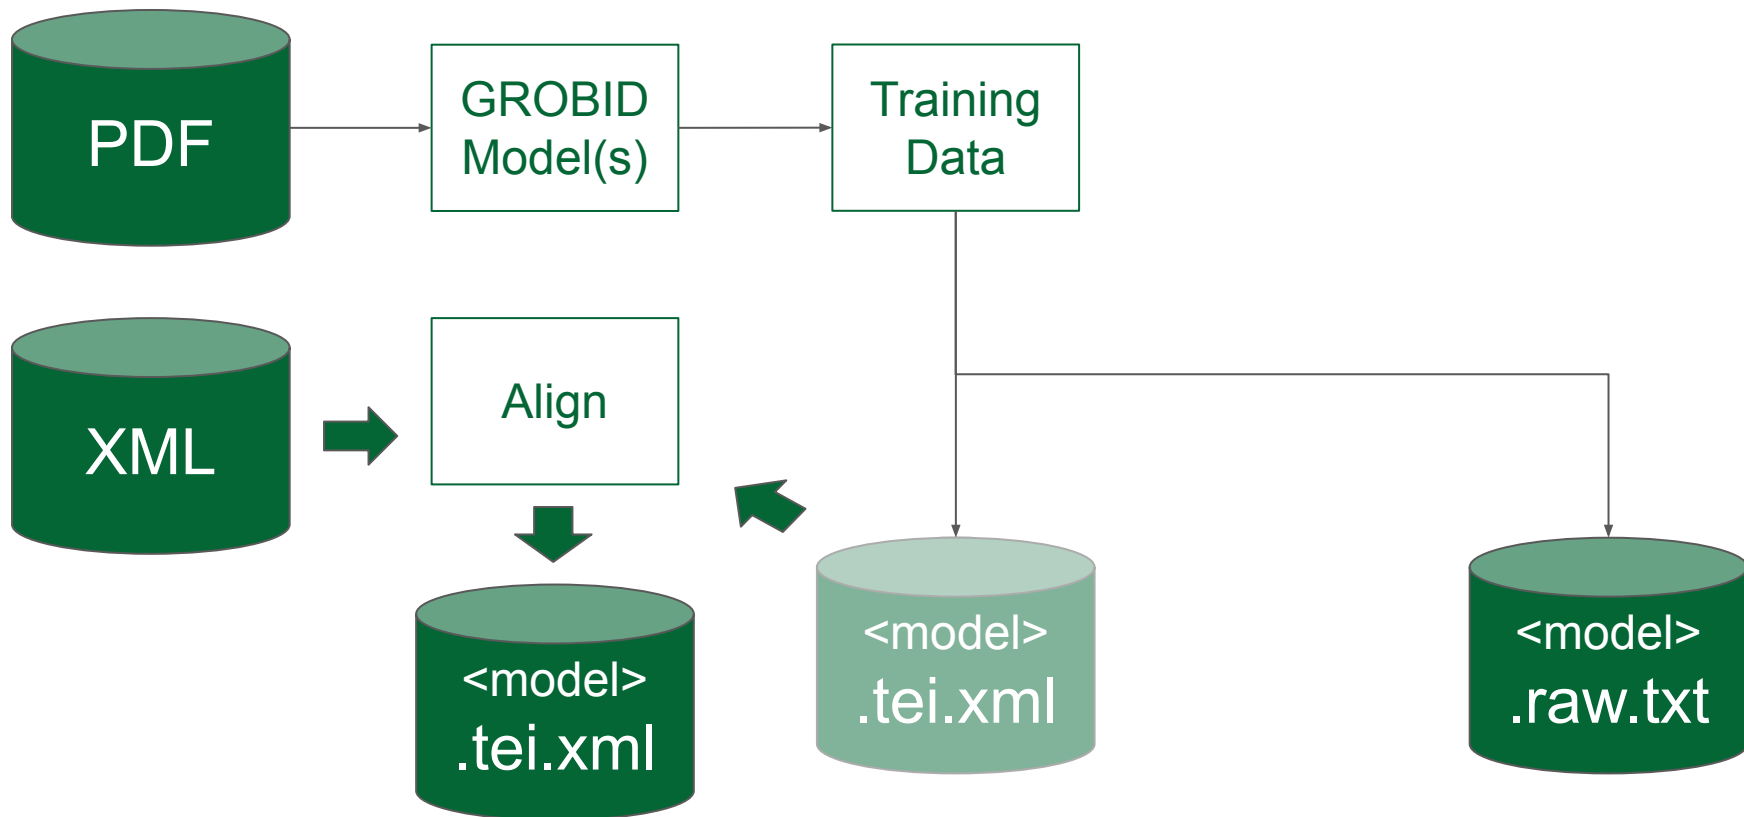 PDF
GROBID
Model(s)
Training
Data
XML
Align
<model>
.tei.xml
<model>
.tei.xml
<model>
.raw.txt